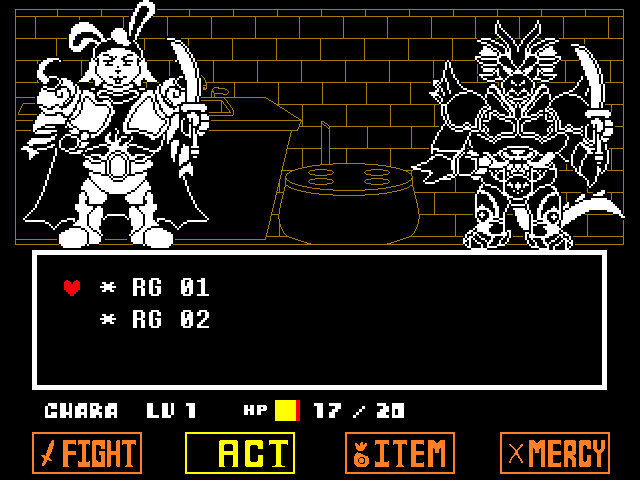 * RG 01
* RG 02
CHARA LV 1 HP 17 / 20
FIGHT ACT ITEM MERCY